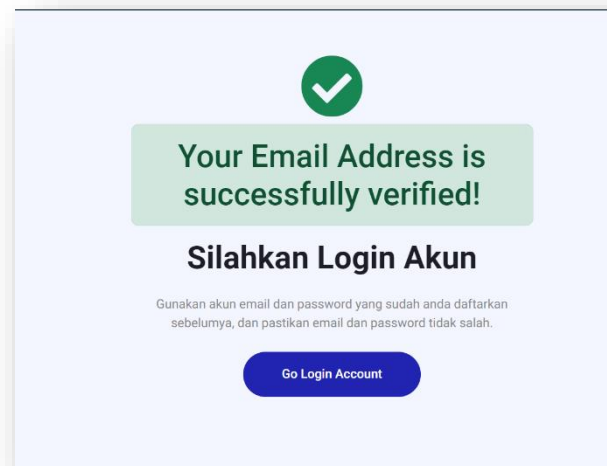 Your Email Address is
successfully verified!
Silahkan Login Akun
Gunakan akun email dan password yang sudah anda daftarkan
sebelumya, dan pastikan email dan password tidak salah.
Go Login Account